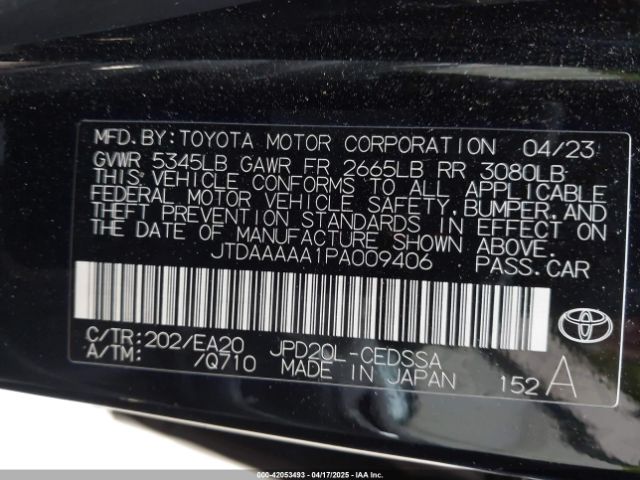 MFD.BY:TOYOTA MOTOR CORPORATION 04/23
GVWR 5345LB GAWR FR 2665LB RR 3080LB
THIS VEHICLE CONFORMS TO ALL APPLICABLE
FEDERAL MOTOR VEHICLE SAFETY, BUMPER, AND
THEFT PREVENTION STANDARDS IN EFFECT ON
THE DATE OF MANUFACTURE SHOWN ABOVE.
JTDAAAAA1PA009406 PASS.CAR
C/TR:202/EA20 JPD20L-CEDSSA
A/TM: /Q710 MADE IN JAPAN 152 A
000-42053493 - 04/17/2025 - IAA, Inc.